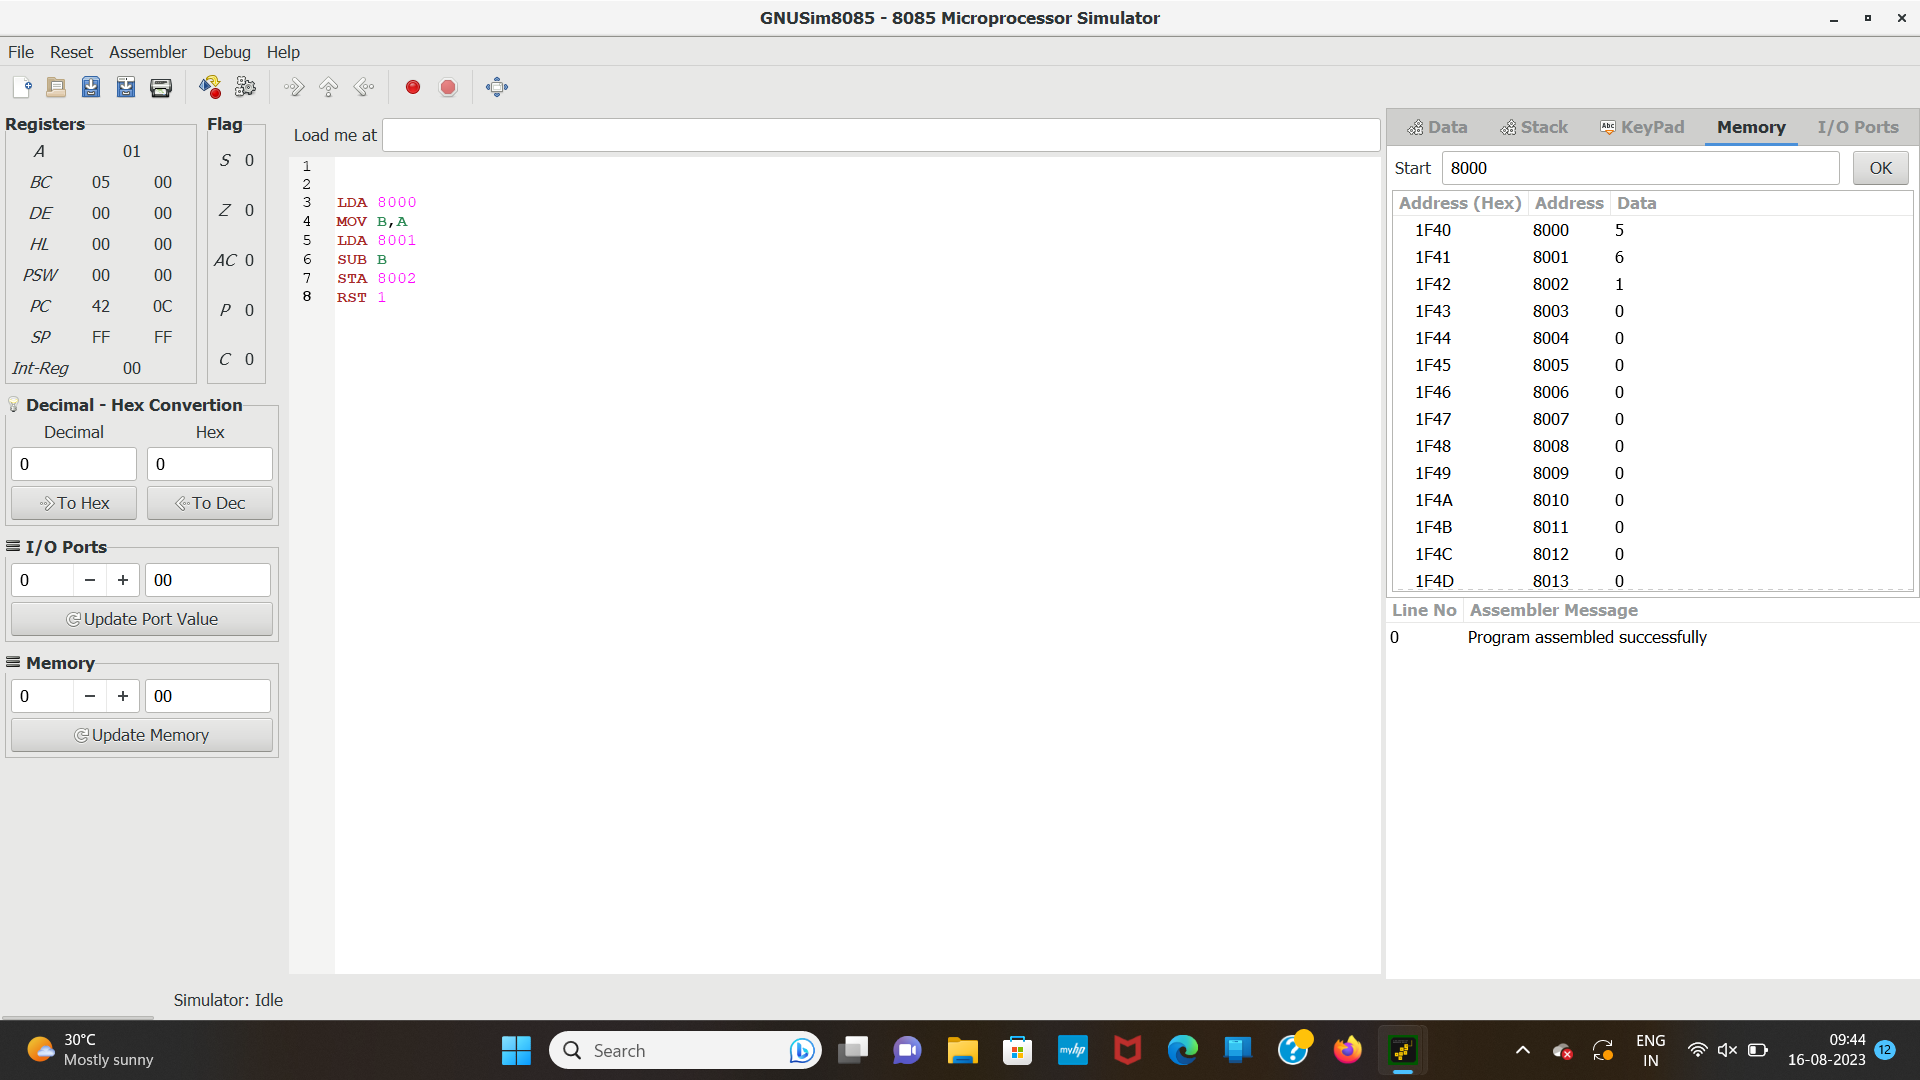 GNUSim8085 - 8085 Microprocessor Simulator
File Reset Assembler Debug Help
Registers
A 01
BC 05 00
DE 00 00
HL 00 00
PSW 00 00
PC 42 0C
SP FF FF
Int-Reg 00
Flag
S 0
Z 0
AC 0
P 0
C 0
Decimal - Hex Convertion
Decimal Hex
0 0
To Hex To Dec
I/O Ports
0 − + 00
Update Port Value
Memory
0 − + 00
Update Memory
Load me at
1
2
3 LDA 8000
4 MOV B,A
5 LDA 8001
6 SUB B
7 STA 8002
8 RST 1
Data Stack Abc KeyPad Memory I/O Ports
Start 8000 OK
Address (Hex) Address Data
1F40 8000 5
1F41 8001 6
1F42 8002 1
1F43 8003 0
1F44 8004 0
1F45 8005 0
1F46 8006 0
1F47 8007 0
1F48 8008 0
1F49 8009 0
1F4A 8010 0
1F4B 8011 0
1F4C 8012 0
1F4D 8013 0
Line No Assembler Message
0 Program assembled successfully
Simulator: Idle
30°C
Mostly sunny
Search
myhp
ENG
IN
09:44
16-08-2023
12